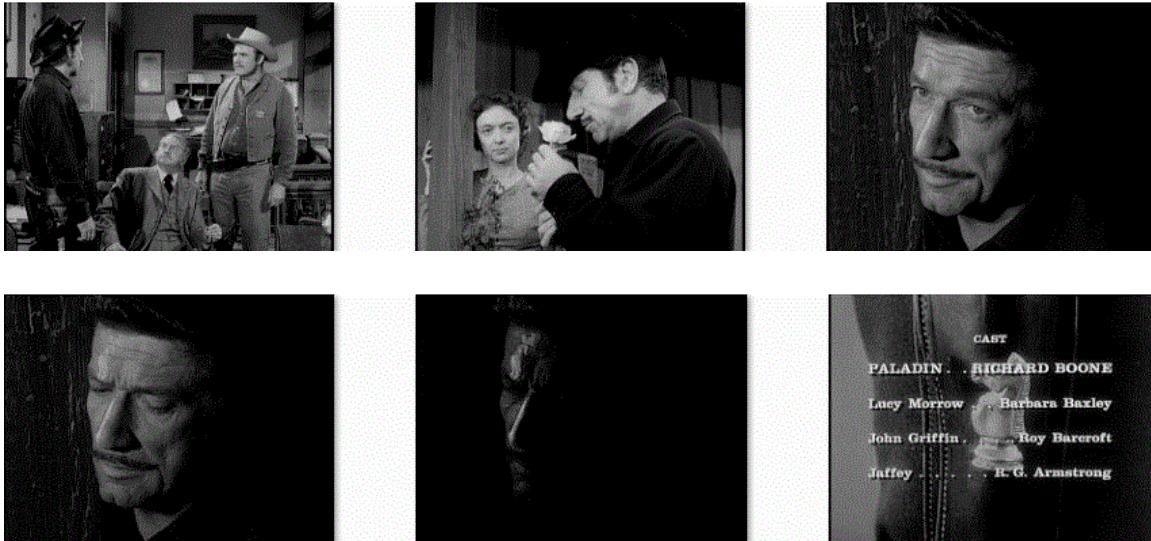 CAST
PALADIN . . RICHARD BOONE
Lucy Morrow . . Barbara Baxley
John Griffin . . . . . Roy Barcroft
Jaffey . . . . . . R. G. Armstrong